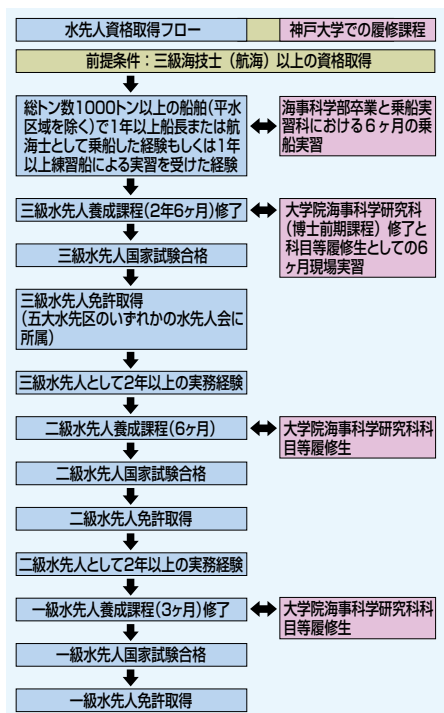 水先人資格取得フロー
神戸大学での履修課程
前提条件：三級海技士（航海）以上の資格取得
総トン数1000トン以上の船舶(平水
区域を除く)で1年以上船長または航
海士として乗船した経験もしくは1年
以上練習船による実習を受けた経験
海事科学部卒業と乗船実
習科における６ヶ月の乗
船実習
三級水先人養成課程(2年6ヶ月)修了
大学院海事科学研究科
(博士前期課程）修了と
科目等履修生としての6
ヶ月現場実習
三級水先人国家試験合格
三級水先人免許取得
(五大水先区のいずれかの水先人会に
所属)
三級水先人として2年以上の実務経験
二級水先人養成課程(6ヶ月)
大学院海事科学研究科科
目等履修生
二級水先人国家試験合格
二級水先人免許取得
二級水先人として2年以上の実務経験
一級水先人養成課程(3ヶ月)修了
大学院海事科学研究科科
目等履修生
一級水先人国家試験合格
一級水先人免許取得